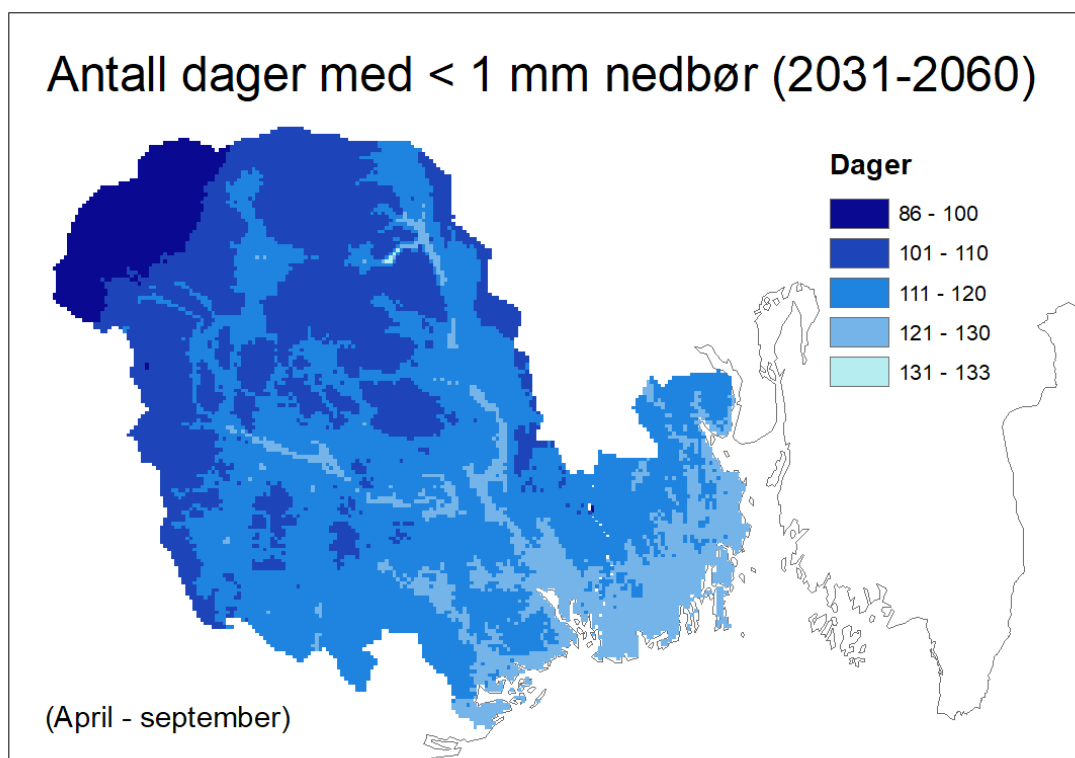 Antall dager med < 1 mm nedbør (2031-2060)
Dager
86 - 100
101 - 110
111 - 120
121 - 130
131 - 133
(April - september)